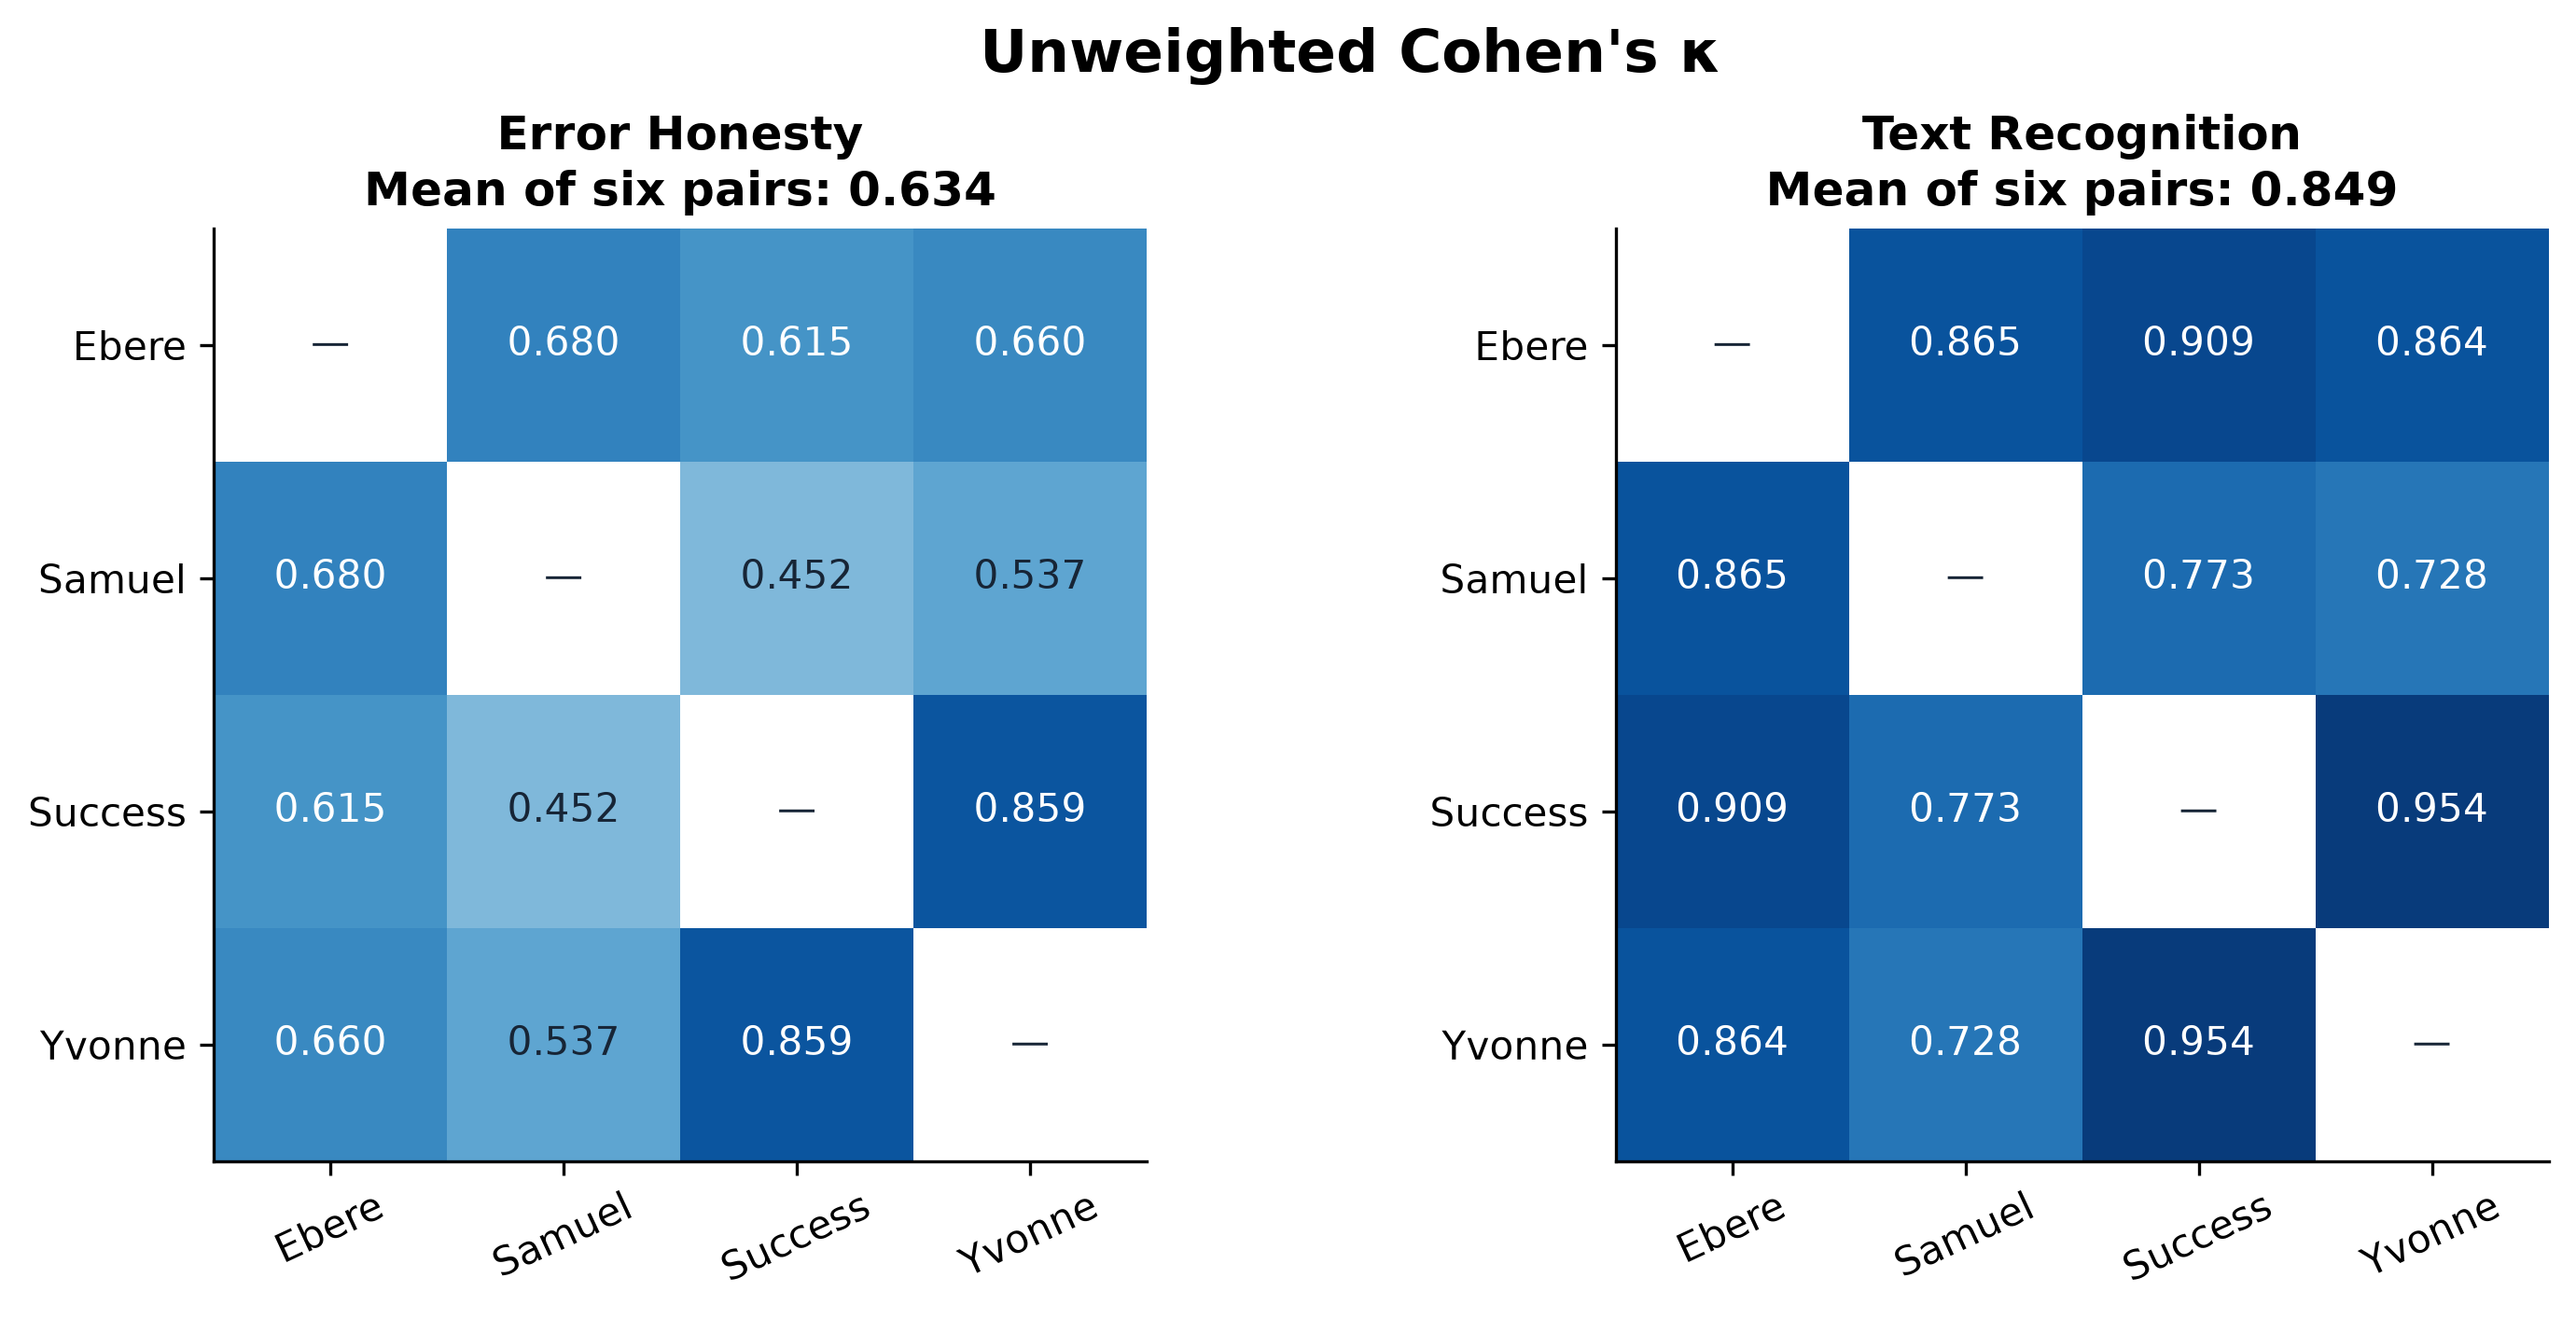 Unweighted Cohen's κ
Error Honesty
Mean of six pairs: 0.634
Ebere — 0.680 0.615 0.660
Samuel 0.680 — 0.452 0.537
Success 0.615 0.452 — 0.859
Yvonne 0.660 0.537 0.859 —
Ebere Samuel Success Yvonne
Text Recognition
Mean of six pairs: 0.849
Ebere — 0.865 0.909 0.864
Samuel 0.865 — 0.773 0.728
Success 0.909 0.773 — 0.954
Yvonne 0.864 0.728 0.954 —
Ebere Samuel Success Yvonne